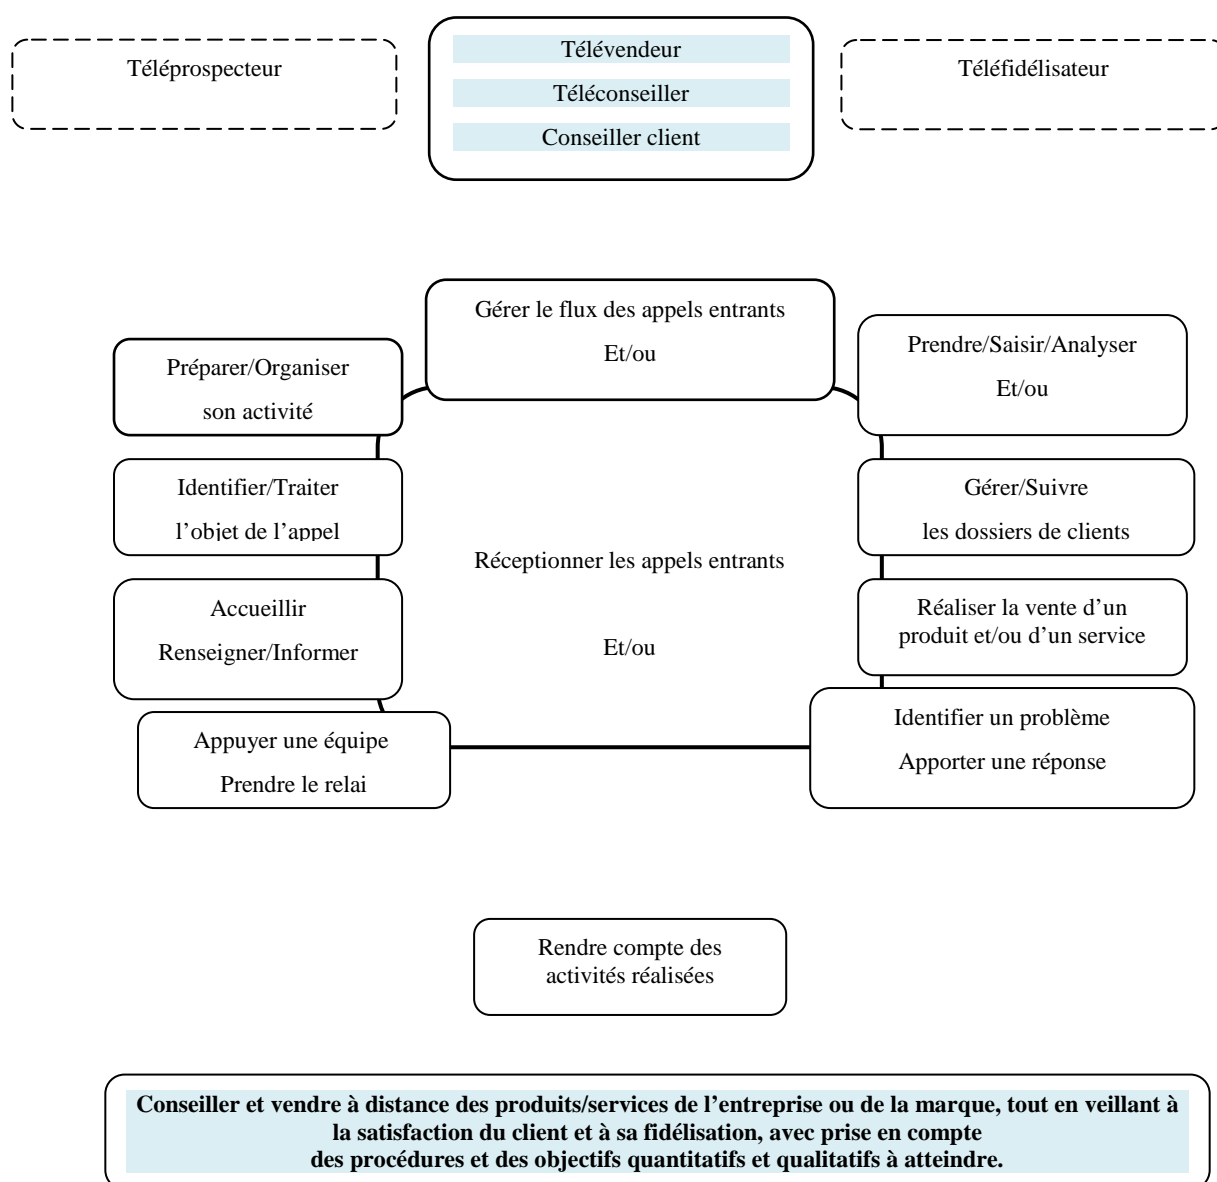 Téléprospecteur
Télévendeur
Téléconseiller
Conseiller client
Téléfidélisateur
Gérer le flux des appels entrants
Et/ou
Préparer/Organiser
son activité
Prendre/Saisir/Analyser
Et/ou
Identifier/Traiter
l’objet de l’appel
Gérer/Suivre
les dossiers de clients
Réceptionner les appels entrants
Et/ou
Accueillir
Renseigner/Informer
Réaliser la vente d’un
produit et/ou d’un service
Appuyer une équipe
Prendre le relai
Identifier un problème
Apporter une réponse
Rendre compte des
activités réalisées
Conseiller et vendre à distance des produits/services de l’entreprise ou de la marque, tout en veillant à
la satisfaction du client et à sa fidélisation, avec prise en compte
des procédures et des objectifs quantitatifs et qualitatifs à atteindre.